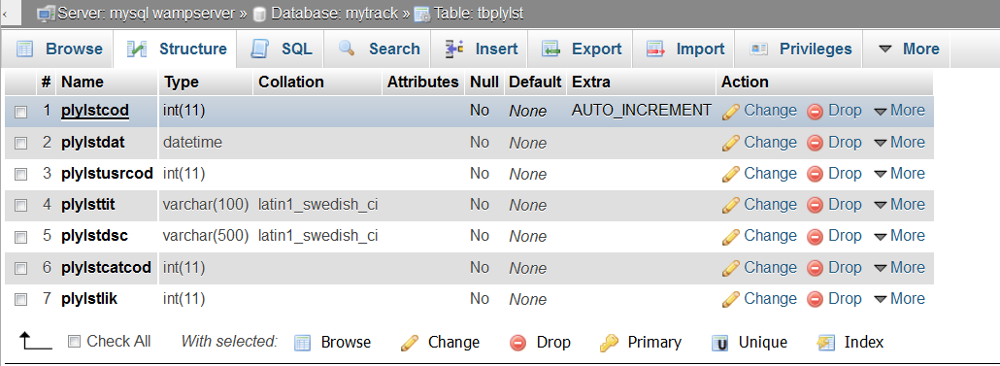 Server: mysql wampserver » Database: mytrack » Table: tbplylst
Browse Structure SQL Search Insert Export Import Privileges More
# Name Type Collation Attributes Null Default Extra Action
1 plylstcod int(11) No None AUTO_INCREMENT Change Drop More
2 plylstdat datetime No None Change Drop More
3 plylstusrcod int(11) No None Change Drop More
4 plylsttit varchar(100) latin1_swedish_ci No None Change Drop More
5 plylstdsc varchar(500) latin1_swedish_ci No None Change Drop More
6 plylstcatcod int(11) No None Change Drop More
7 plylstlik int(11) No None Change Drop More
Check All With selected: Browse Change Drop Primary Unique Index